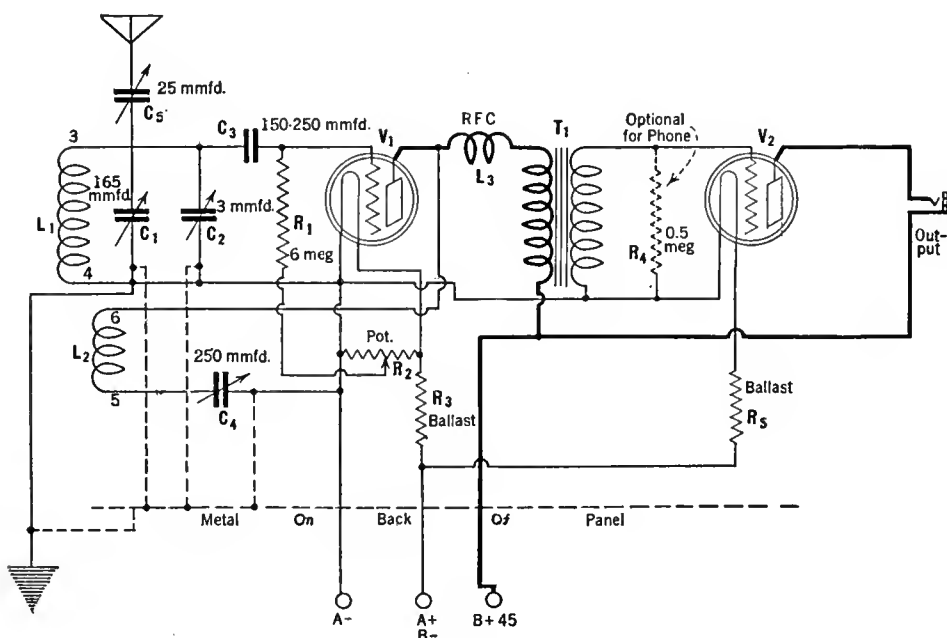 25 mmfd.
C5
3
C3
150-250 mmfd.
V1
RFC
T1
Optional
for Phone
V2
165
mmfd.
L1
C1
3 mmfd.
C2
R1
6 meg
L3
0.5
meg
R4
Out-
put
4
6
L2
5
250 mmfd.
C4
Pot.
R2
R3
Ballast
Ballast
RS
Metal On Back Of Panel
A-
A+
B-
B+ 45